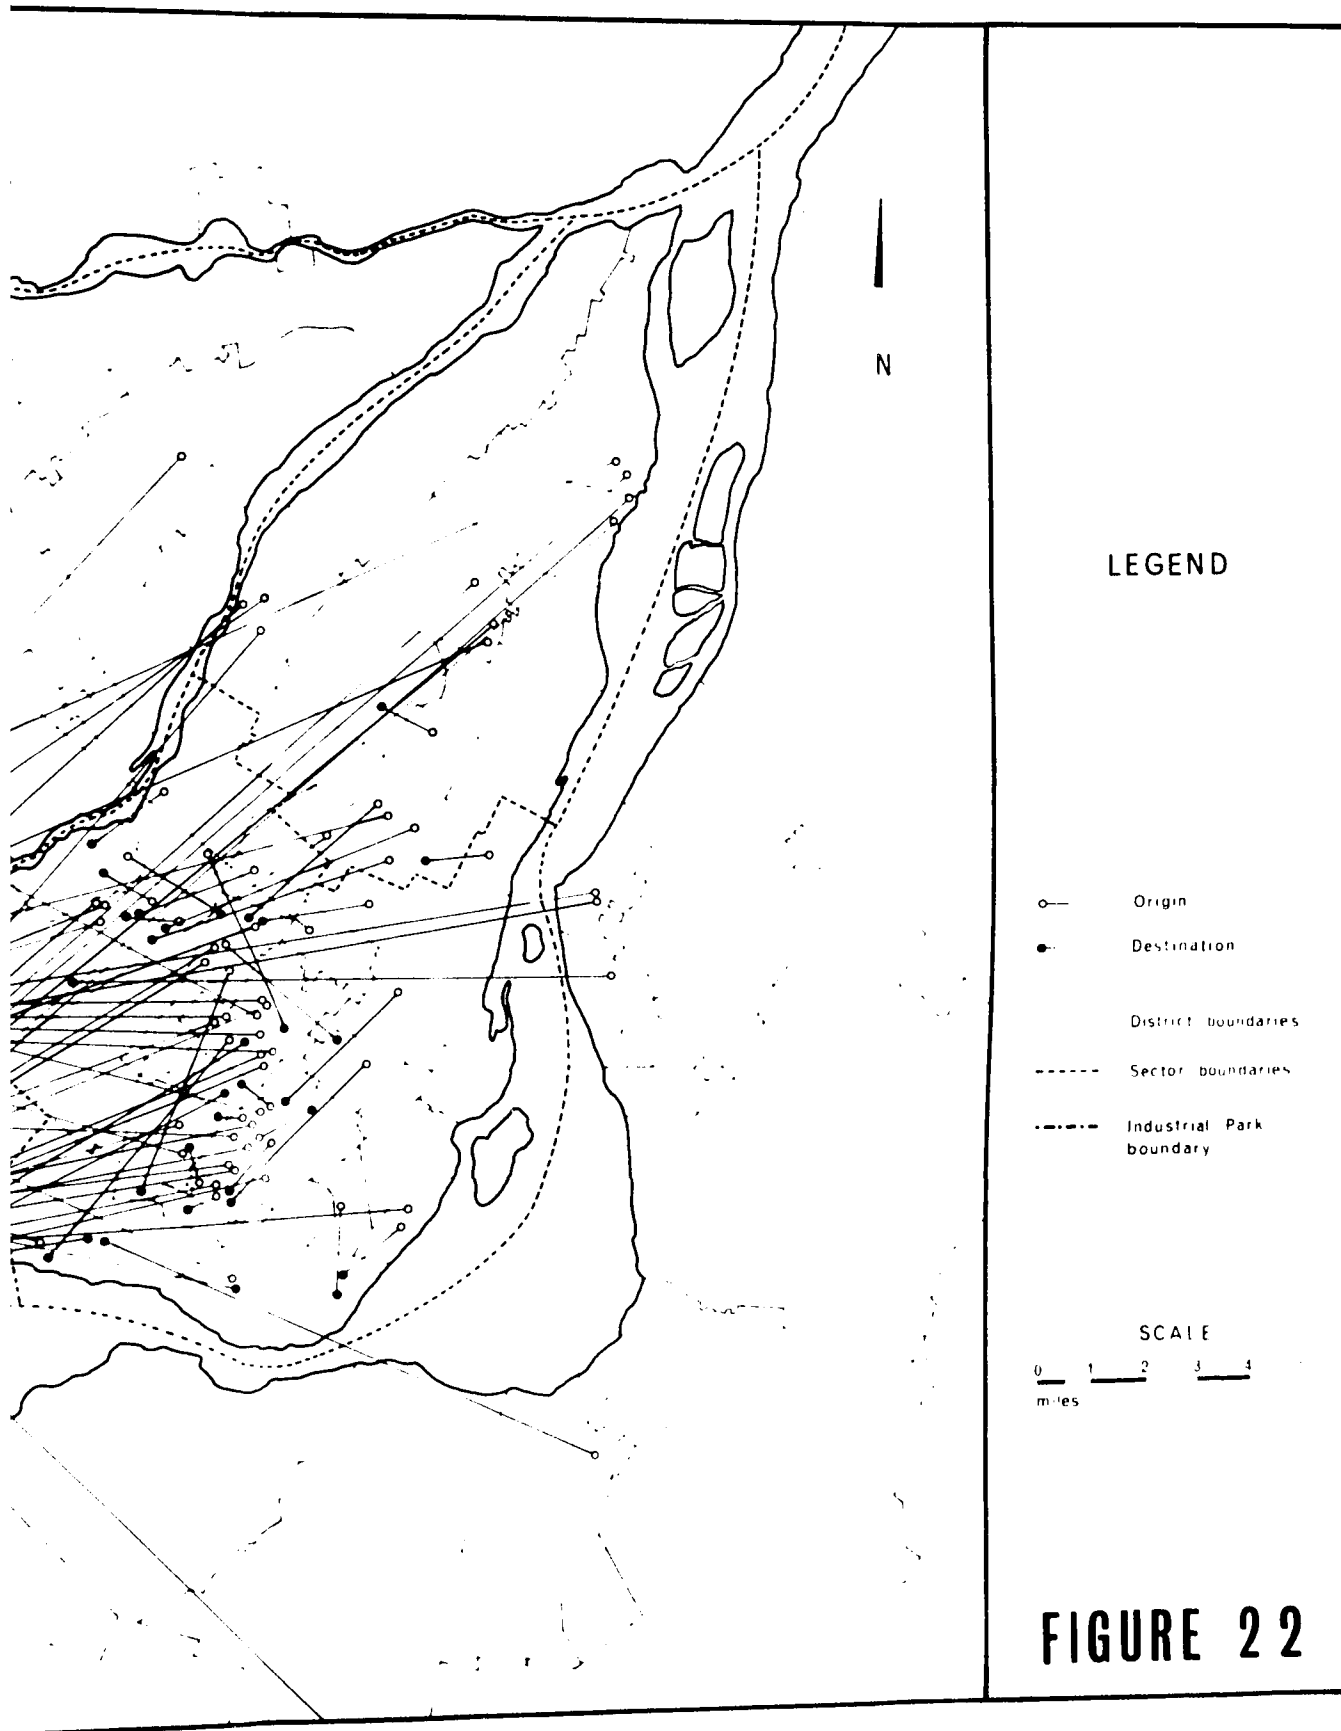 N
LEGEND
Origin
Destination
District boundaries
Sector boundaries
Industrial Park
boundary
SCALE
0 1 2 3 4
miles
FIGURE 22